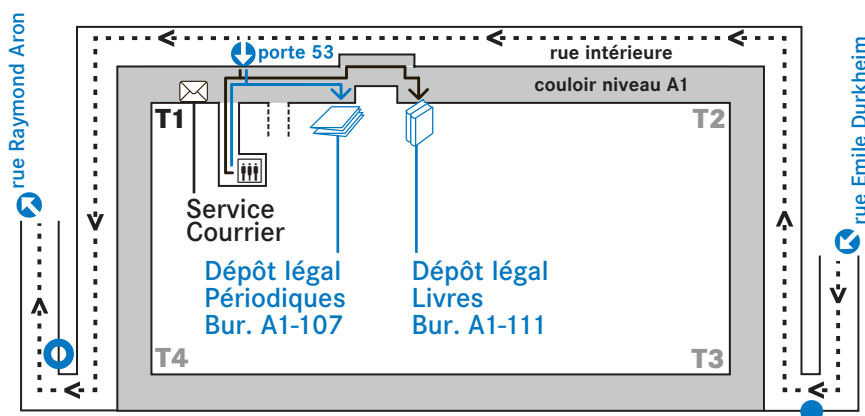 rue Raymond Aron
porte 53
rue intérieure
couloir niveau A1
T1
T2
Service
Courrier
Dépôt légal
Périodiques
Bur. A1-107
Dépôt légal
Livres
Bur. A1-111
T4
T3
rue Emile Durkheim